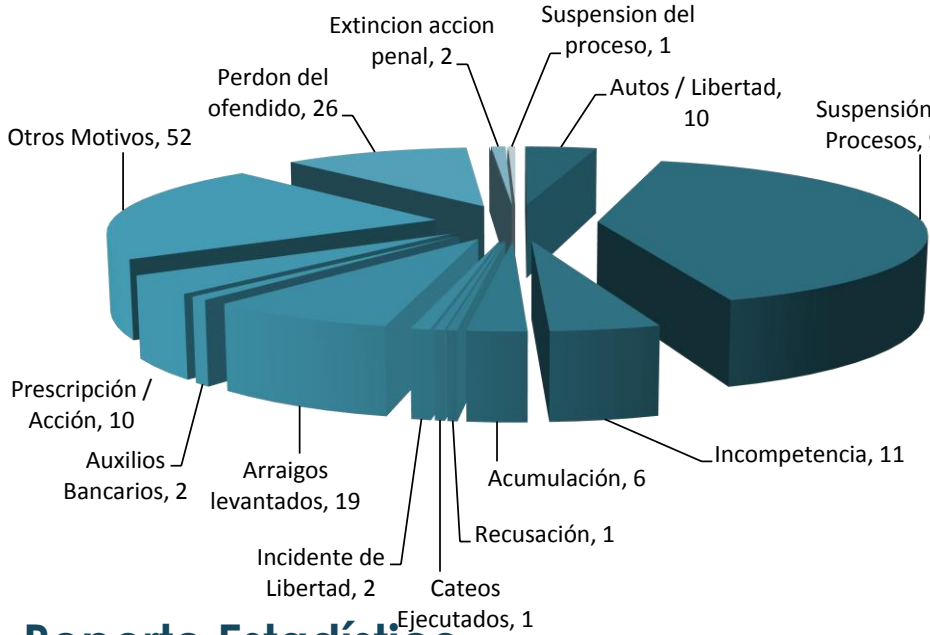 Extincion accion
penal, 2
Suspension del
proceso, 1
Perdon del
ofendido, 26
Autos / Libertad,
10
Suspensión
Procesos,
Otros Motivos, 52
Prescripción /
Acción, 10
Auxilios
Bancarios, 2
Arraigos
levantados, 19
Incidente de
Libertad, 2
Cateos
Ejecutados, 1
Recusación, 1
Acumulación, 6
Incompetencia, 11
Reporte Estadístico